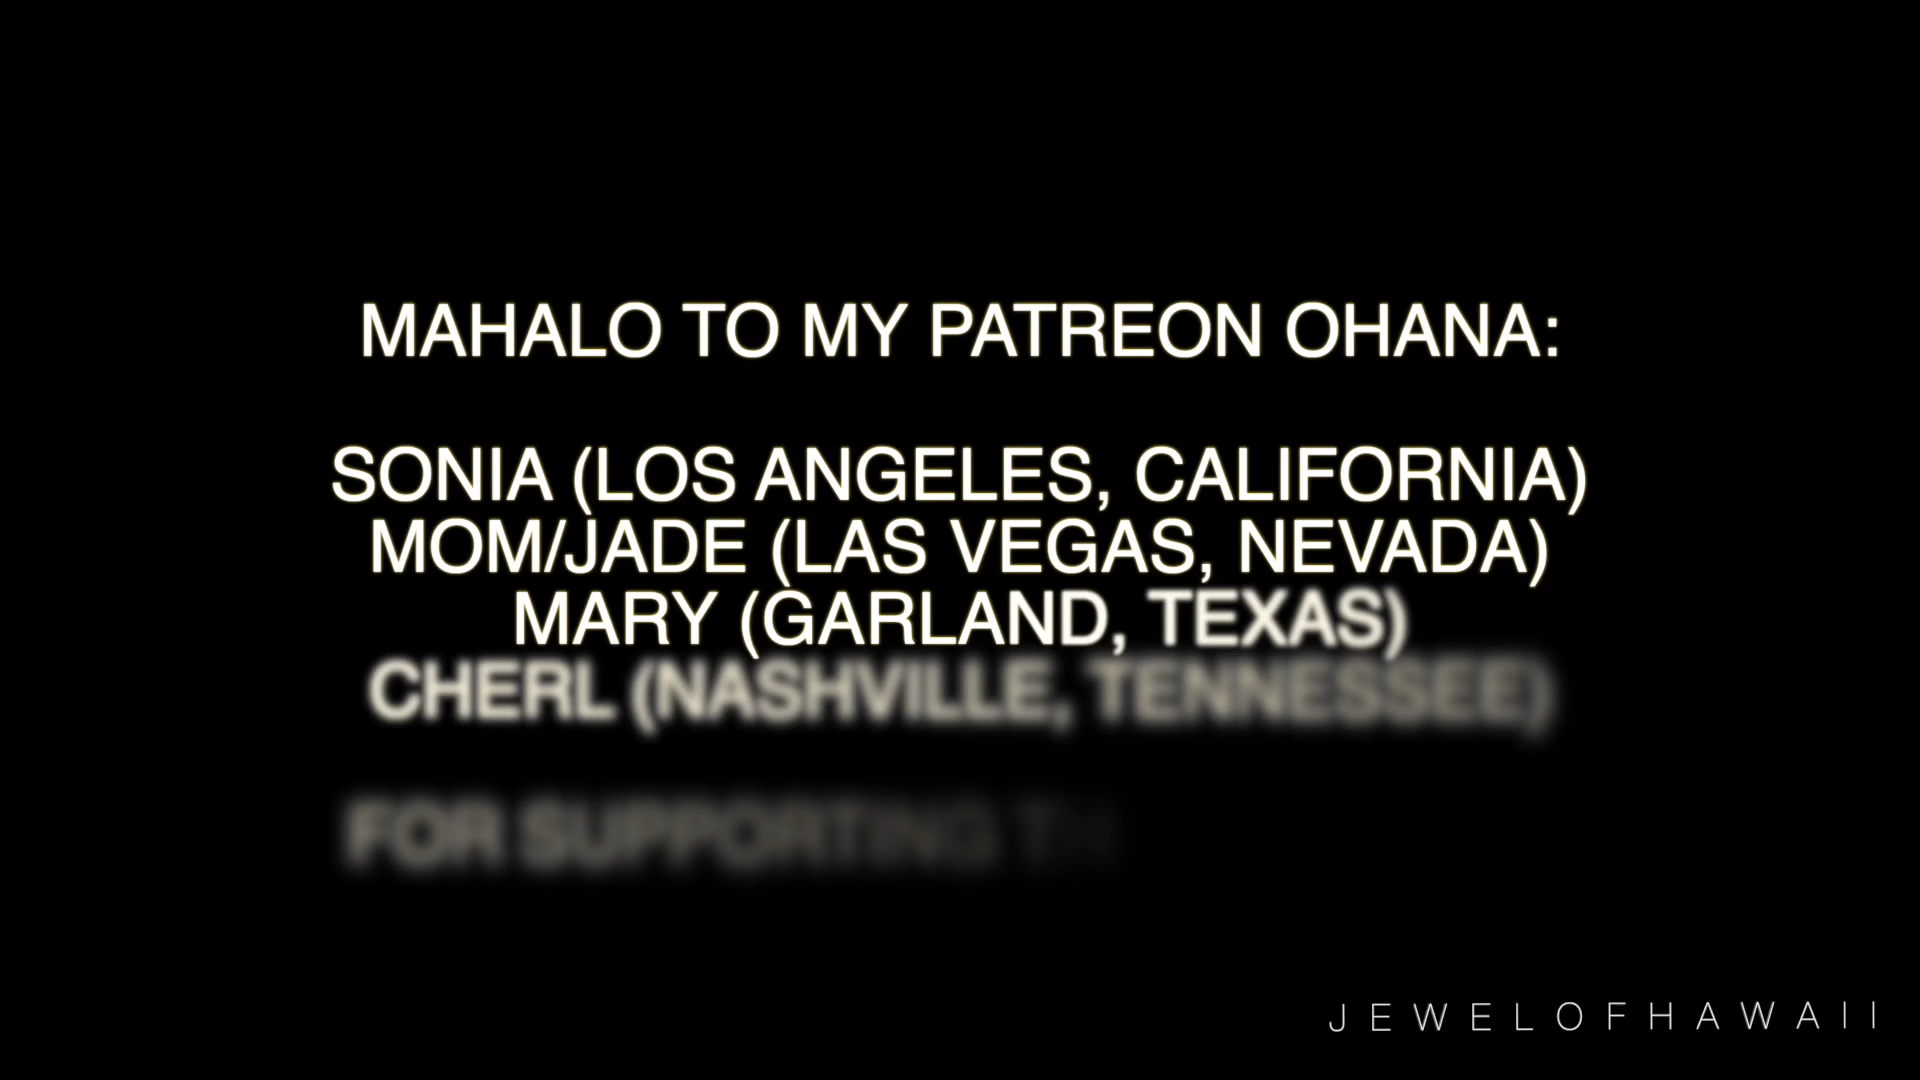 MAHALO TO MY PATREON OHANA:
SONIA (LOS ANGELES, CALIFORNIA)
MOM/JADE (LAS VEGAS, NEVADA)
MARY (GARLAND, TEXAS)
CHERL (NASHVILLE, TENNESSEE)
FOR SUPPORTING
JEWELOFHAWAII